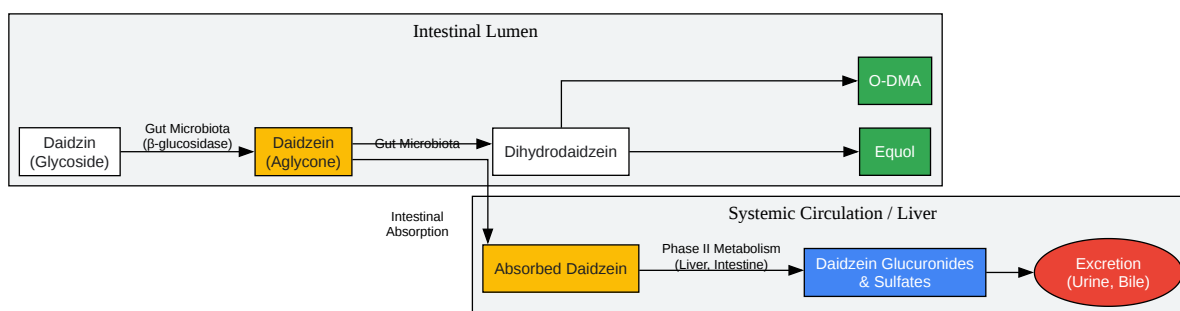 Intestinal Lumen
O-DMA
Daidzin
(Glycoside)
Gut Microbiota
(β-glucosidase)
Daidzein
(Aglycone)
Gut Microbiota
Dihydrodaidzein
Equol
Intestinal
Absorption
Systemic Circulation / Liver
Absorbed Daidzein
Phase II Metabolism
(Liver, Intestine)
Daidzein Glucuronides
& Sulfates
Excretion
(Urine, Bile)